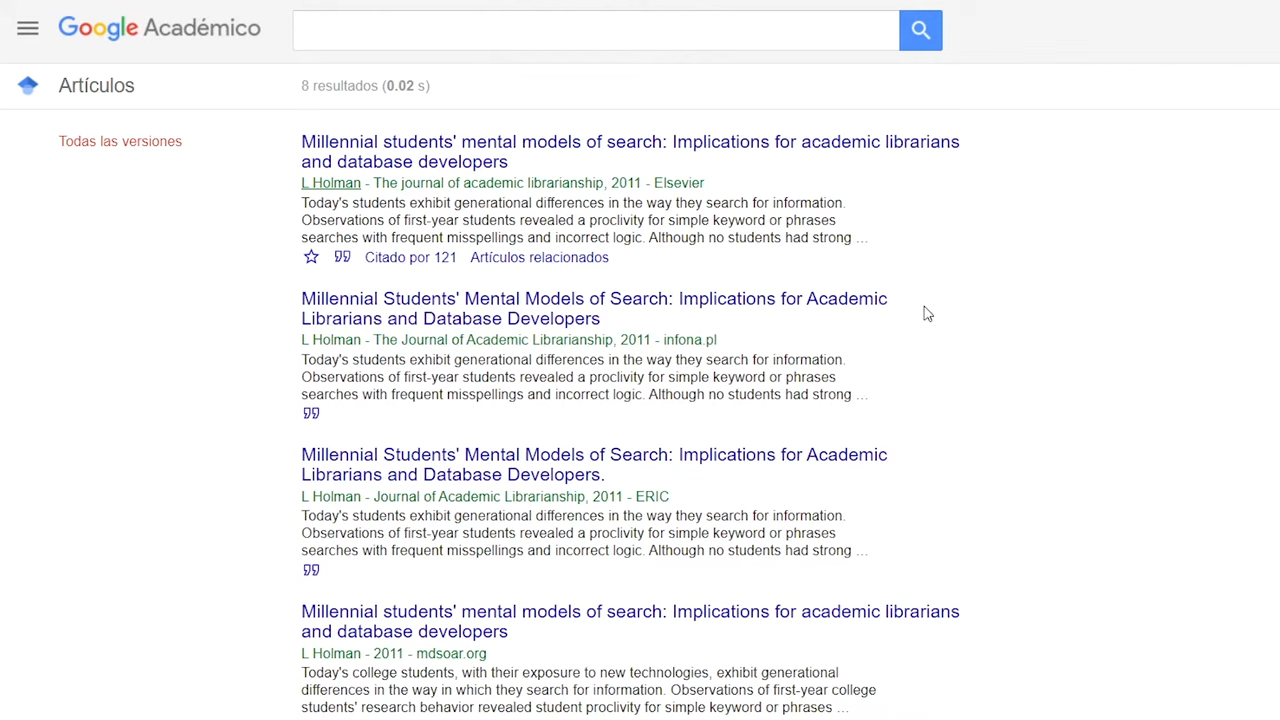 Google Académico
Artículos
8 resultados (0.02 s)
Todas las versiones
Millennial students' mental models of search: Implications for academic librarians
and database developers
L Holman - The journal of academic librarianship, 2011 - Elsevier
Today's students exhibit generational differences in the way they search for information.
Observations of first-year students revealed a proclivity for simple keyword or phrases
searches with frequent misspellings and incorrect logic. Although no students had strong ...
Citado por 121 Artículos relacionados
Millennial Students' Mental Models of Search: Implications for Academic
Librarians and Database Developers
L Holman - The Journal of Academic Librarianship, 2011 - infona.pl
Today's students exhibit generational differences in the way they search for information.
Observations of first-year students revealed a proclivity for simple keyword or phrases
searches with frequent misspellings and incorrect logic. Although no students had strong ...
Millennial Students' Mental Models of Search: Implications for Academic
Librarians and Database Developers.
L Holman - Journal of Academic Librarianship, 2011 - ERIC
Today's students exhibit generational differences in the way they search for information.
Observations of first-year students revealed a proclivity for simple keyword or phrases
searches with frequent misspellings and incorrect logic. Although no students had strong ...
Millennial students' mental models of search: Implications for academic librarians
and database developers
L Holman - 2011 - mdsoar.org
Today's college students, with their exposure to new technologies, exhibit generational
differences in the way in which they search for information. Observations of first-year college
students' research behavior revealed student proclivity for simple keyword or phrases ...